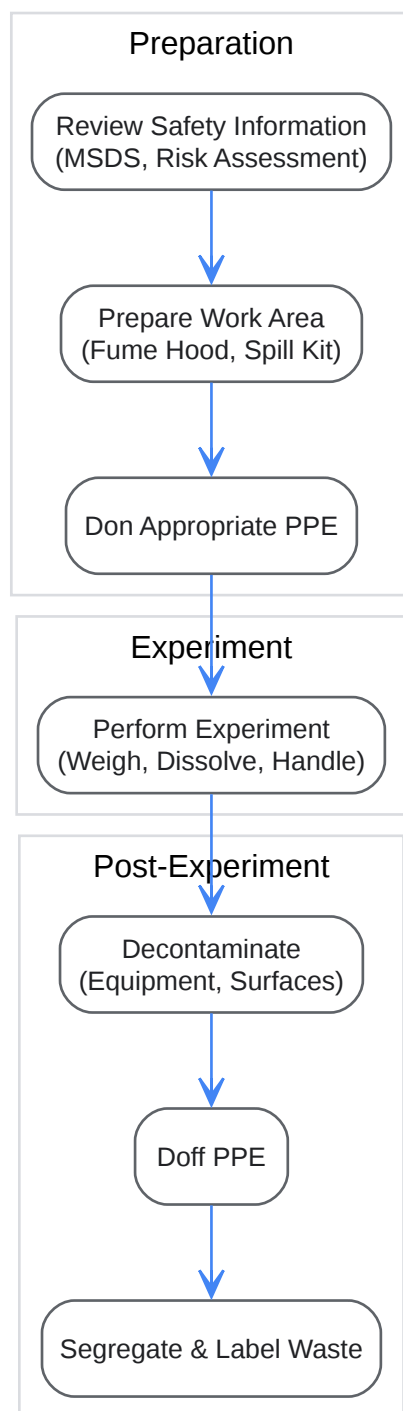 Preparation
Review Safety Information
(MSDS, Risk Assessment)
Prepare Work Area
(Fume Hood, Spill Kit)
Don Appropriate PPE
Experiment
Perform Experiment
(Weigh, Dissolve, Handle)
Post-Experiment
Decontaminate
(Equipment, Surfaces)
Doff PPE
Segregate & Label Waste